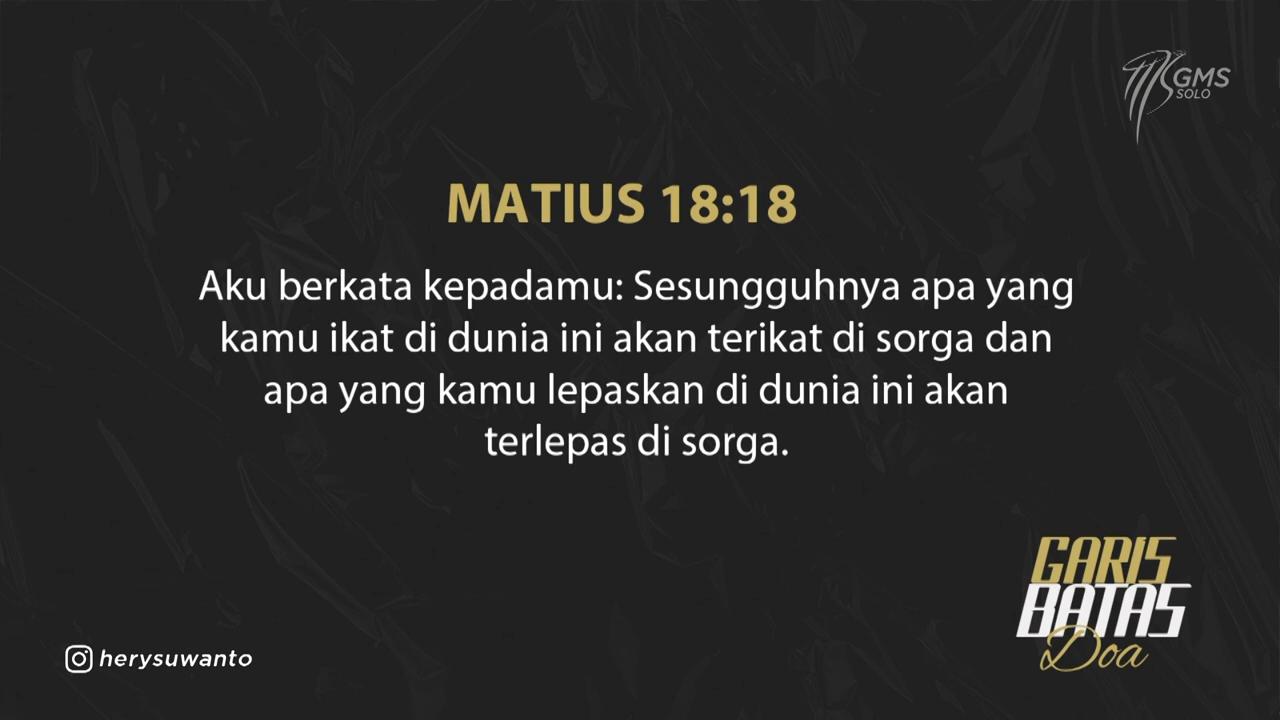 GMS
SOLO
MATIUS 18:18
Aku berkata kepadamu: Sesungguhnya apa yang
kamu ikat di dunia ini akan terikat di sorga dan
apa yang kamu lepaskan di dunia ini akan
terlepas di sorga.
GARIS
BATAS
Doa
herysuwanto